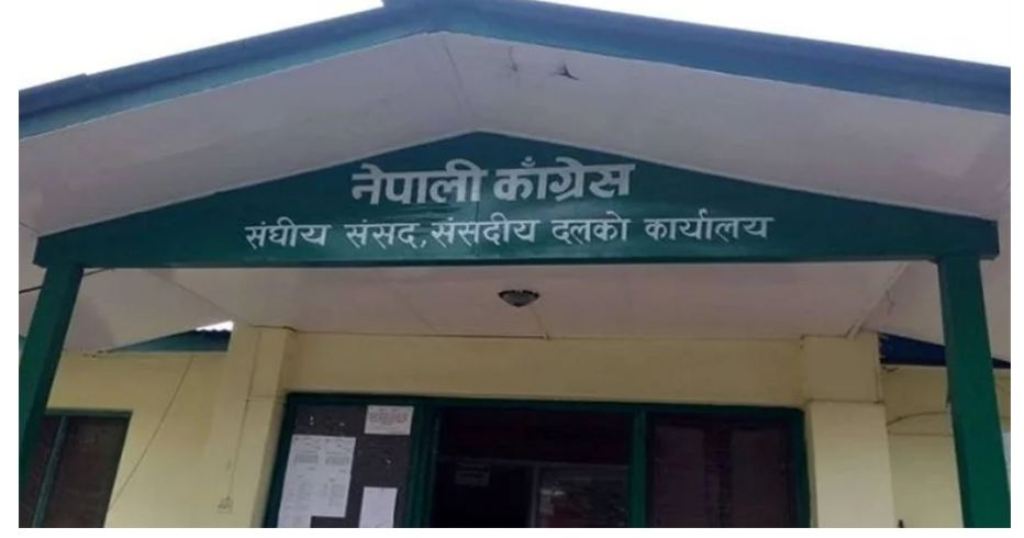 नेपाली काँग्रेस
संघीय संसद, संसदीय दलको कार्यालय